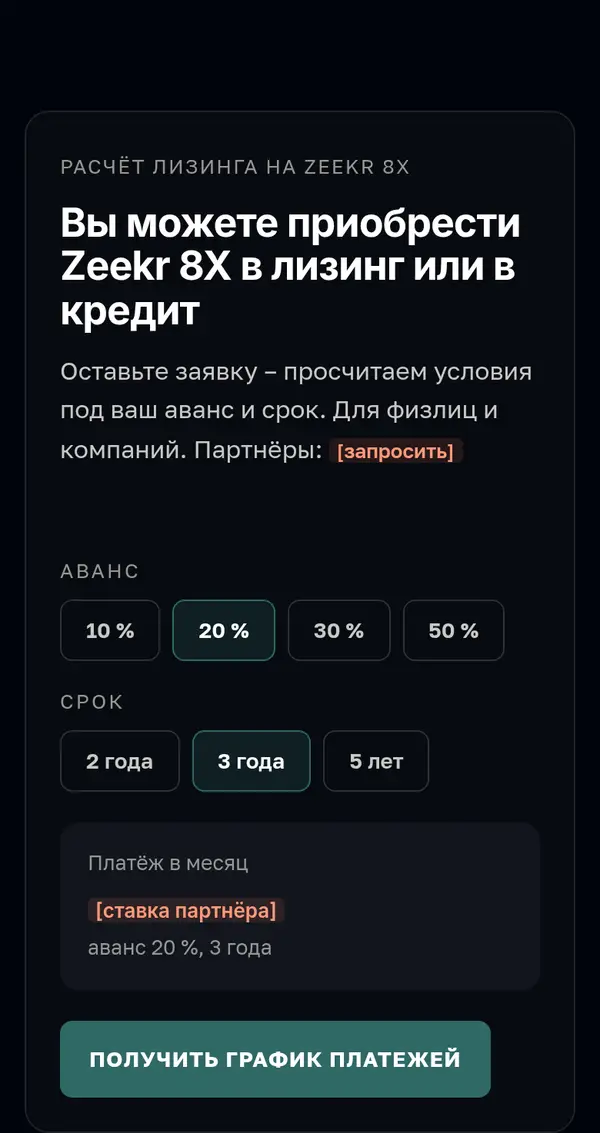 РАСЧЁТ ЛИЗИНГА НА ZEEKR 8X
Вы можете приобрести
Zeekr 8X в лизинг или в
кредит
Оставьте заявку – просчитаем условия
под ваш аванс и срок. Для физлиц и
компаний. Партнёры: [запросить]
АВАНС
10 % 20 % 30 % 50 %
СРОК
2 года 3 года 5 лет
Платёж в месяц
[ставка партнёра]
аванс 20 %, 3 года
ПОЛУЧИТЬ ГРАФИК ПЛАТЕЖЕЙ